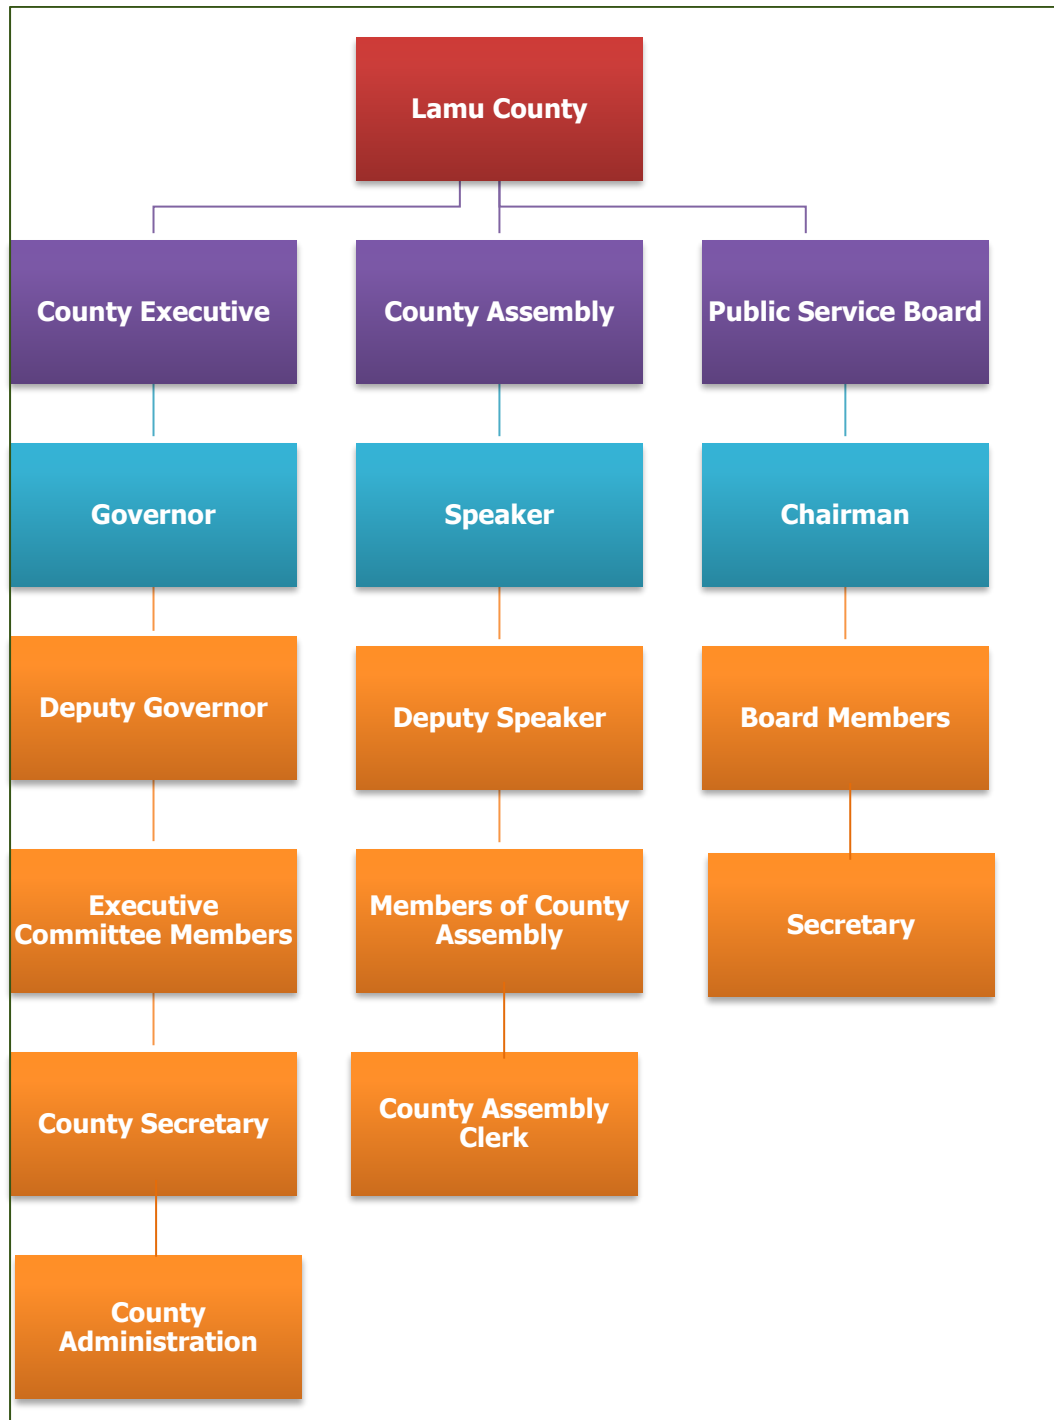 Lamu County
County Executive
County Assembly
Public Service Board
Governor
Speaker
Chairman
Deputy Governor
Deputy Speaker
Board Members
Executive
Committee Members
Members of County
Assembly
Secretary
County Secretary
County Assembly
Clerk
County
Administration